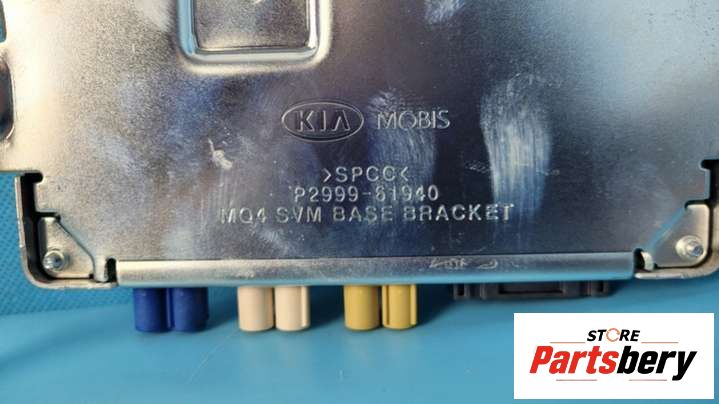 KIA MOBIS
>SPCC<
P2999-61940
MQ4 SVM BASE BRACKET
STORE
Partsbery